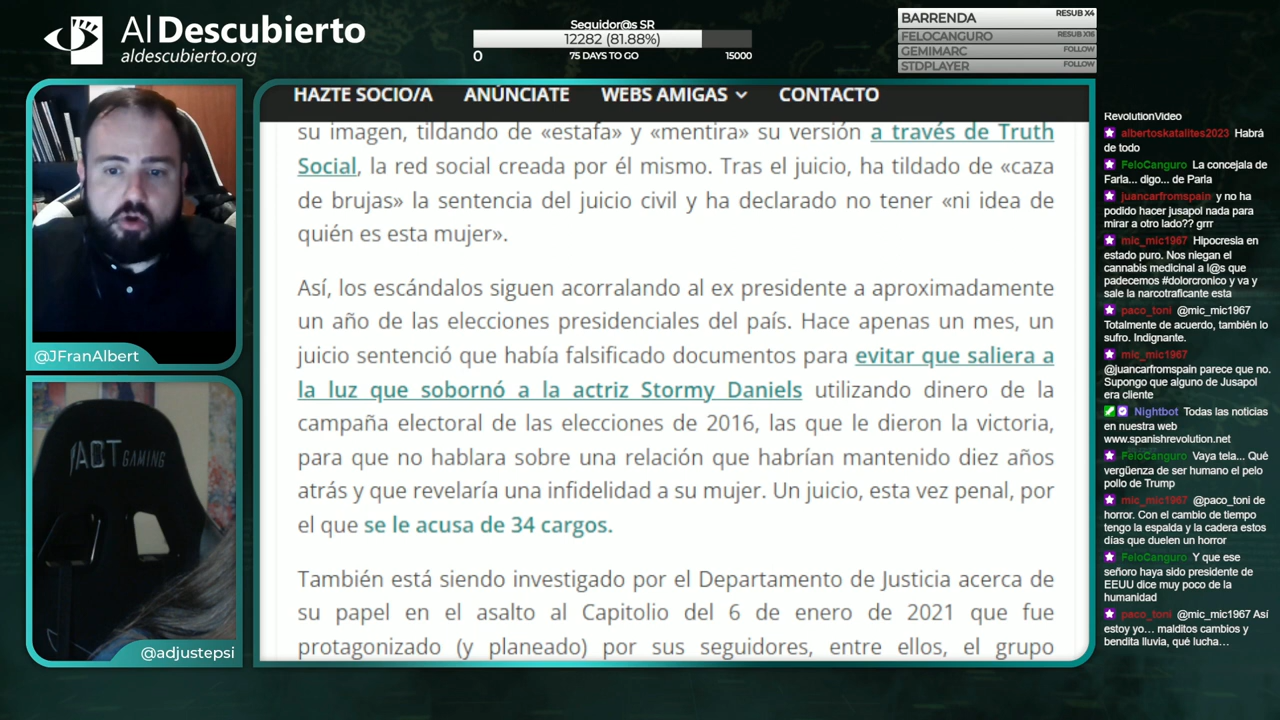 Al Descubierto
aldescubierto.org
Seguidor@s SR
12282 (81.88%)
0 75 DAYS TO GO 15000
BARRENDA RESUB X4
FELOCANGURO RESUB X16
GEMIMARC FOLLOW
STDPLAYER FOLLOW
HAZTE SOCIO/A ANÚNCIATE WEBS AMIGAS CONTACTO
su imagen, tildando de «estafa» y «mentira» su versión a través de Truth
Social, la red social creada por él mismo. Tras el juicio, ha tildado de «caza
de brujas» la sentencia del juicio civil y ha declarado no tener «ni idea de
quién es esta mujer».
Así, los escándalos siguen acorralando al ex presidente a aproximadamente
un año de las elecciones presidenciales del país. Hace apenas un mes, un
juicio sentenció que había falsificado documentos para evitar que saliera a
la luz que sobornó a la actriz Stormy Daniels utilizando dinero de la
campaña electoral de las elecciones de 2016, las que le dieron la victoria,
para que no hablara sobre una relación que habrían mantenido diez años
atrás y que revelaría una infidelidad a su mujer. Un juicio, esta vez penal, por
el que se le acusa de 34 cargos.
También está siendo investigado por el Departamento de Justicia acerca de
su papel en el asalto al Capitolio del 6 de enero de 2021 que fue
protagonizado (y planeado) por sus seguidores, entre ellos, el grupo
@JFranAlbert
GAMING
@adjustepsi
RevolutionVideo
albertoskatalites2023 Habrá
de todo
FeloCanguro La concejala de
Farla... digo... de Parla
juancarfromspain y no ha
podido hacer jusapol nada para
mirar a otro lado?? grrr
mic_mic1967 Hipocresia en
estado puro. Nos niegan el
cannabis medicinal a l@s que
padecemos #dolorcronico y va y
sale la narcotraficante esta
paco_toni @mic_mic1967
Totalmente de acuerdo, también lo
sufro. Indignante.
mic_mic1967
@juancarfromspain parece que no.
Supongo que alguno de Jusapol
era cliente
Nightbot Todas las noticias
en nuestra web
www.spanishrevolution.net
FeloCanguro Vaya tela... Qué
vergüenza de ser humano el pelo
pollo de Trump
mic_mic1967 @paco_toni de
horror. Con el cambio de tiempo
tengo la espalda y la cadera estos
días que duelen un horror
FeloCanguro Y que ese
señoro haya sido presidente de
EEUU dice muy poco de la
humanidad
paco_toni @mic_mic1967 Así
estoy yo… malditos cambios y
bendita lluvia, qué lucha…